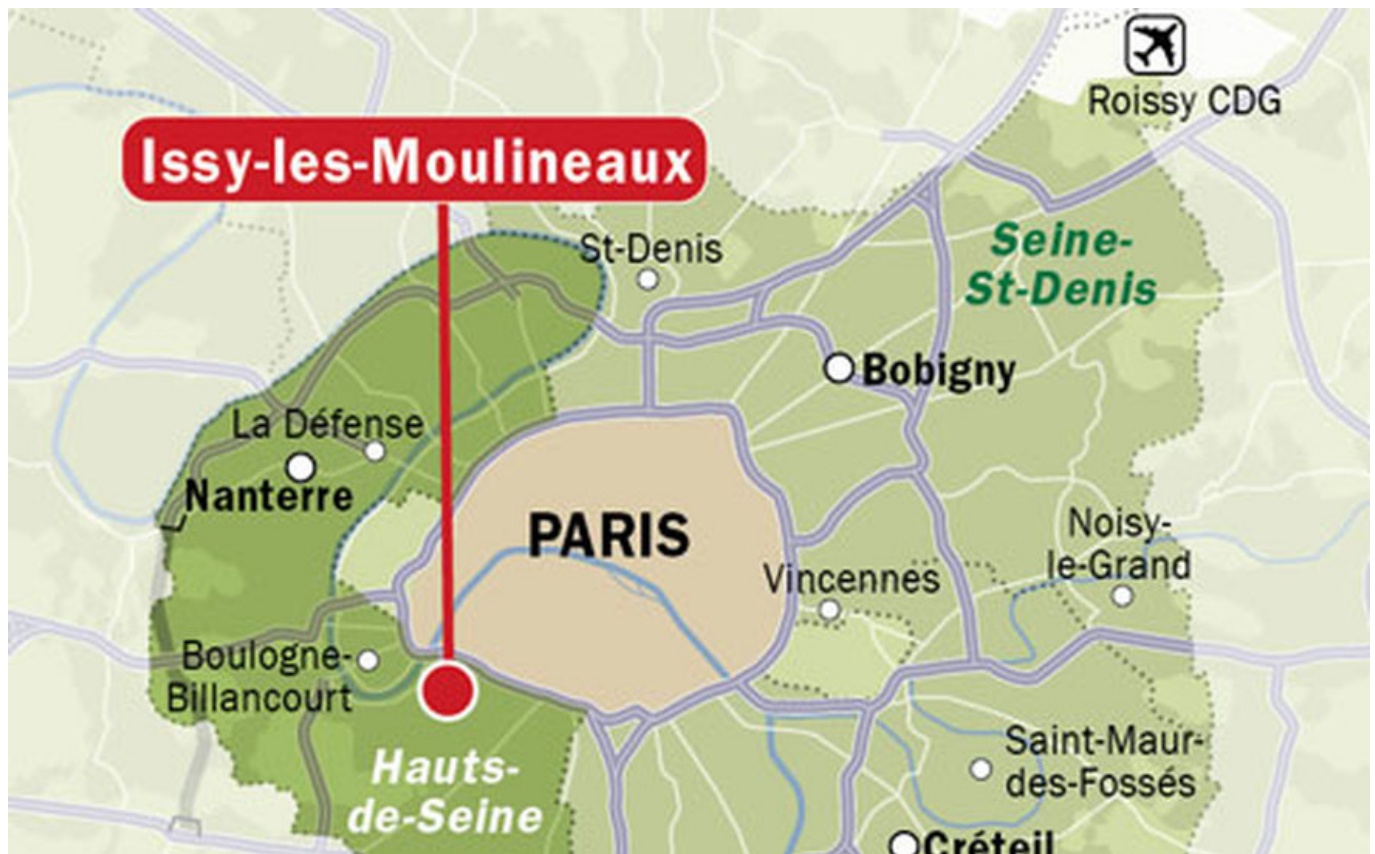 Roissy CDG
Issy-les-Moulineaux
St-Denis
Seine-
St-Denis
Bobigny
La Défense
Nanterre
PARIS
Noisy-
le-Grand
Vincennes
Boulogne-
Billancourt
Saint-Maur-
des-Fossés
Hauts-
de-Seine
Créteil